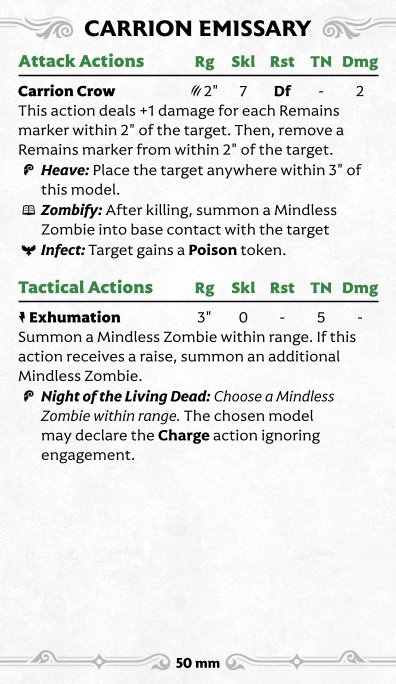 CARRION EMISSARY
Attack Actions Rg Skl Rst TN Dmg
Carrion Crow 2" 7 Df - 2
This action deals +1 damage for each Remains
marker within 2" of the target. Then, remove a
Remains marker from within 2" of the target.
Heave: Place the target anywhere within 3" of
this model.
Zombify: After killing, summon a Mindless
Zombie into base contact with the target
Infect: Target gains a Poison token.
Tactical Actions Rg Skl Rst TN Dmg
Exhumation 3" 0 - 5 -
Summon a Mindless Zombie within range. If this
action receives a raise, summon an additional
Mindless Zombie.
Night of the Living Dead: Choose a Mindless
Zombie within range. The chosen model
may declare the Charge action ignoring
engagement.
50 mm